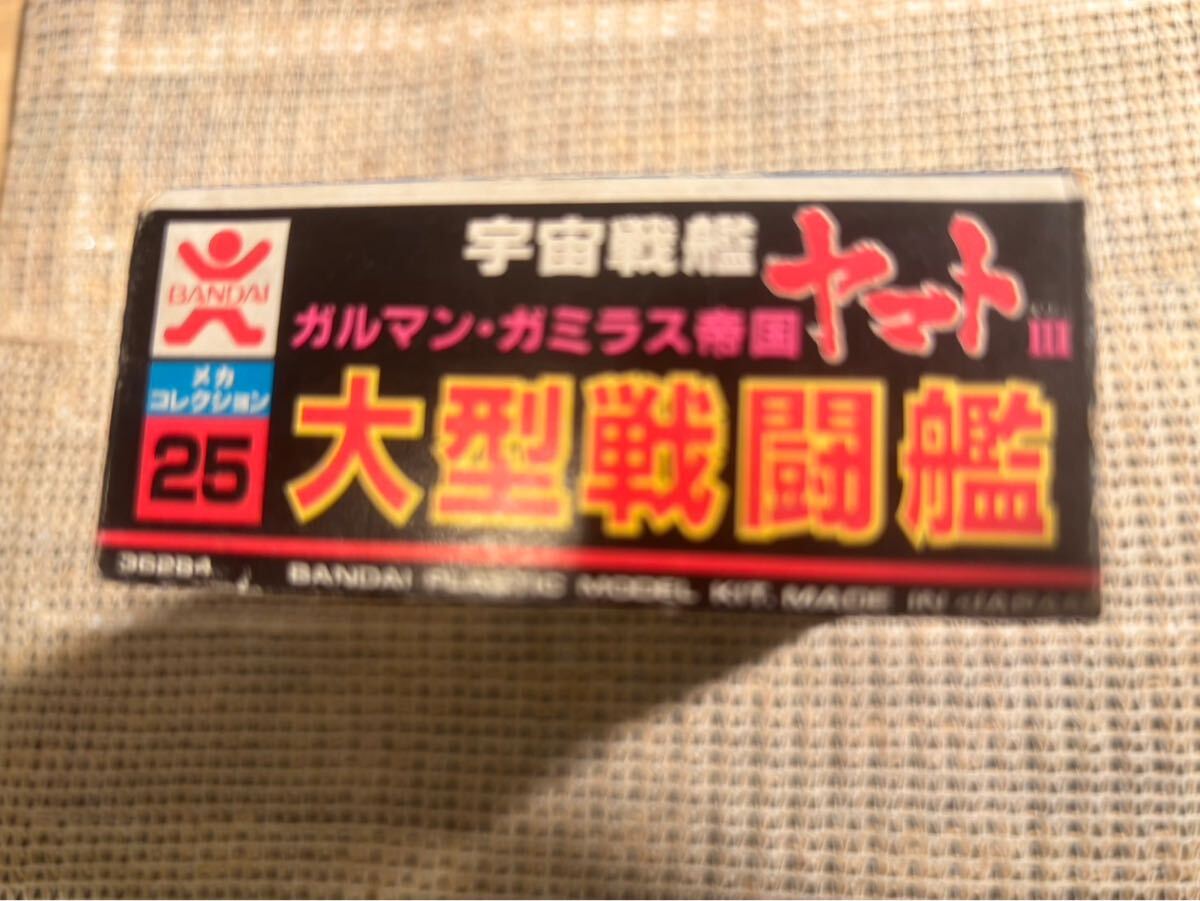 BANDAI
メカ
コレクション
25
宇宙戦艦
ヤマト
III
ガルマン・ガミラス帝国
大型戦闘艦
36284
BANDAI PLASTIC MODEL KIT. MADE IN JAPAN